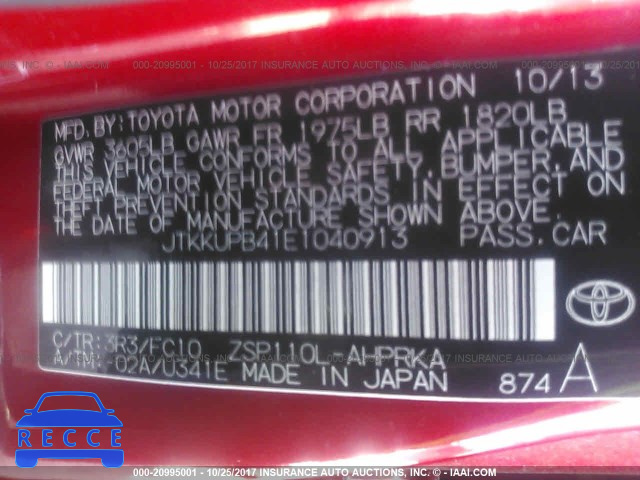 000-20995001 - 10/25/2017 INSURANCE AUTO AUCTIONS, INC. © - IAAI.COM
10/13
MFD. BY: TOYOTA MOTOR CORPORATION
GVWR 3605LB GAWR FR 1975LB RR 1820LB
THIS VEHICLE CONFORMS TO ALL APPLICABLE
FEDERAL MOTOR VEHICLE SAFETY, BUMPER, AND
THEFT PREVENTION STANDARDS IN EFFECT ON
THE DATE OF MANUFACTURE SHOWN ABOVE.
JTKKUPB41E1040913 PASS. CAR
C/TR: 3R3/FC10 ZSP110L-AHPRKA
-02A/U341E MADE IN JAPAN
874A
000-20995001 - 10/25/2017 - INSURANCE AUTO AUCTIONS, INC. © - IAAI.COM